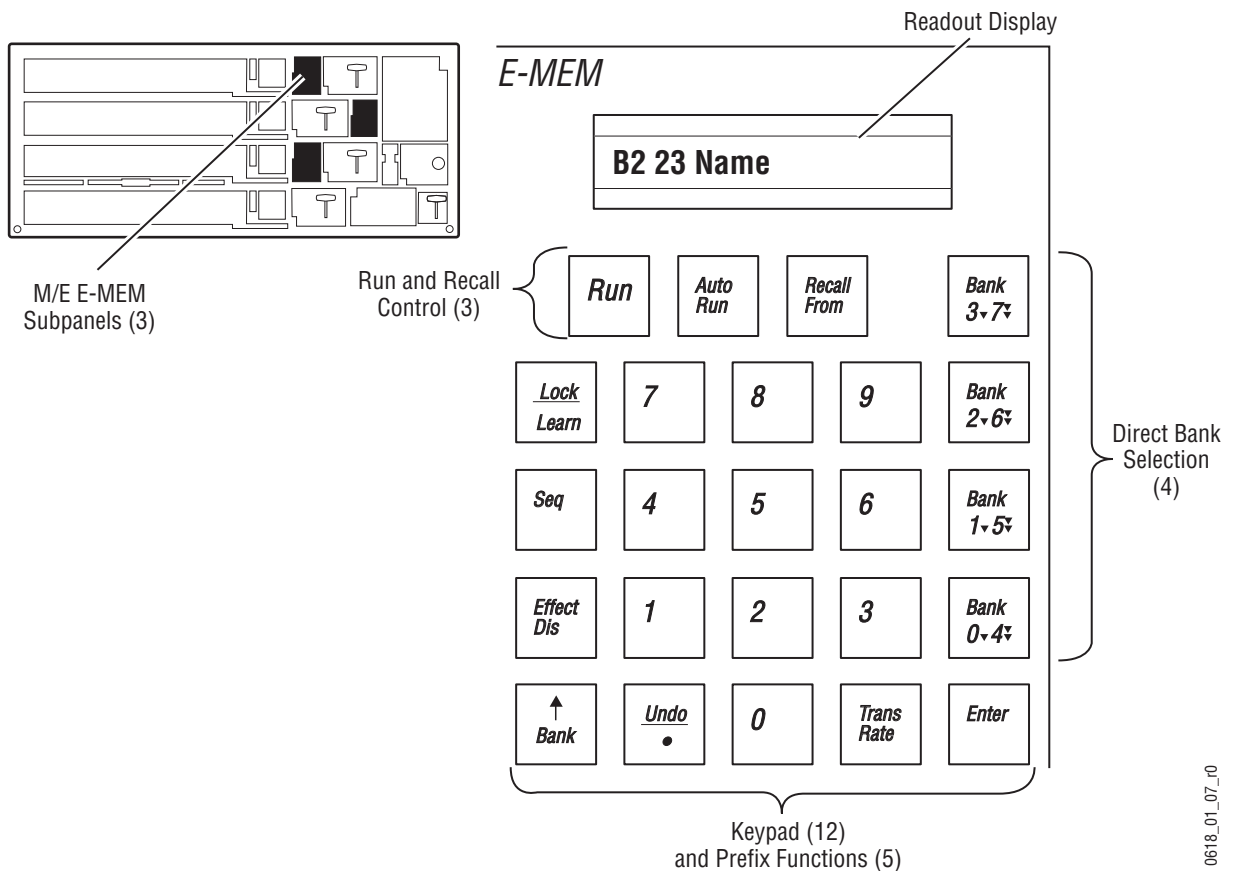 Readout Display
E-MEM
B2 23 Name
M/E E-MEM
Subpanels (3)
Run and Recall
Control (3)
Run
Auto
Run
Recall
From
Bank
3▾7⧨
Lock
Learn
7
8
9
Bank
2▾6⧨
Direct Bank
Selection
(4)
Seq
4
5
6
Bank
1▾5⧨
Effect
Dis
1
2
3
Bank
0▾4⧨
↑
Bank
Undo
•
0
Trans
Rate
Enter
Keypad (12)
and Prefix Functions (5)
0618_01_07_r0